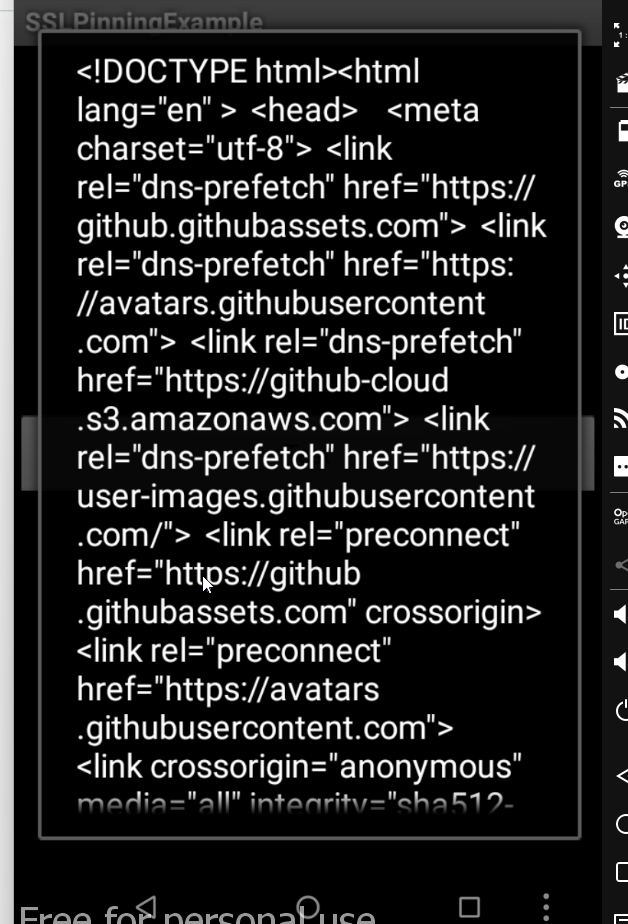 SSLPinningExample
<!DOCTYPE html><html
lang="en" > <head> <meta
charset="utf-8"> <link
rel="dns-prefetch" href="https://
github.githubassets.com"> <link
rel="dns-prefetch" href="https:
//avatars.githubusercontent
.com"> <link rel="dns-prefetch"
href="https://github-cloud
.s3.amazonaws.com"> <link
rel="dns-prefetch" href="https://
user-images.githubusercontent
.com/"> <link rel="preconnect"
href="https://github
.githubassets.com" crossorigin>
<link rel="preconnect"
href="https://avatars
.githubusercontent.com">
<link crossorigin="anonymous"
media="all" integrity="sha512-
Free for personal use
GPS
ID